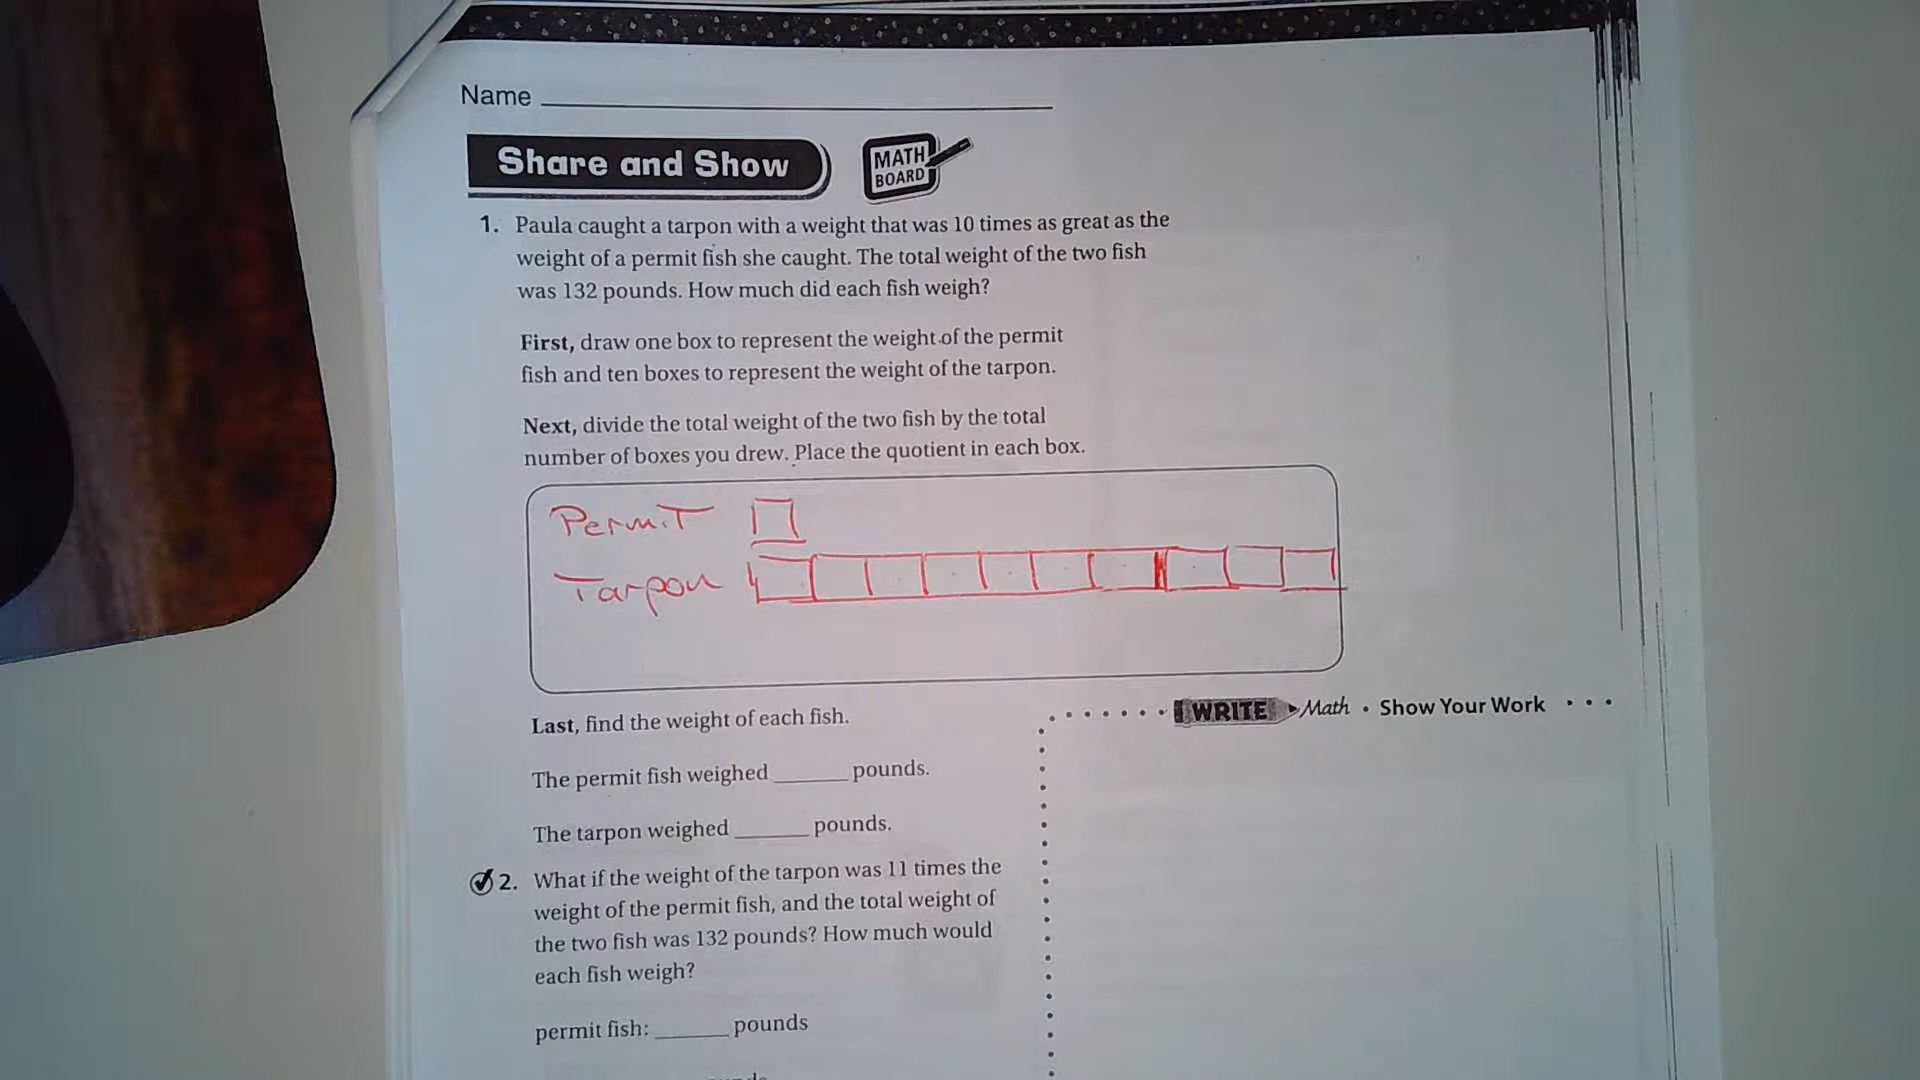 Name
Share and Show
MATH
BOARD
1. Paula caught a tarpon with a weight that was 10 times as great as the
weight of a permit fish she caught. The total weight of the two fish
was 132 pounds. How much did each fish weigh?
First, draw one box to represent the weight of the permit
fish and ten boxes to represent the weight of the tarpon.
Next, divide the total weight of the two fish by the total
number of boxes you drew. Place the quotient in each box.
Permit
Tarpon
Last, find the weight of each fish.
WRITE Math • Show Your Work
The permit fish weighed ______ pounds.
The tarpon weighed ______ pounds.
2. What if the weight of the tarpon was 11 times the
weight of the permit fish, and the total weight of
the two fish was 132 pounds? How much would
each fish weigh?
permit fish: ______ pounds